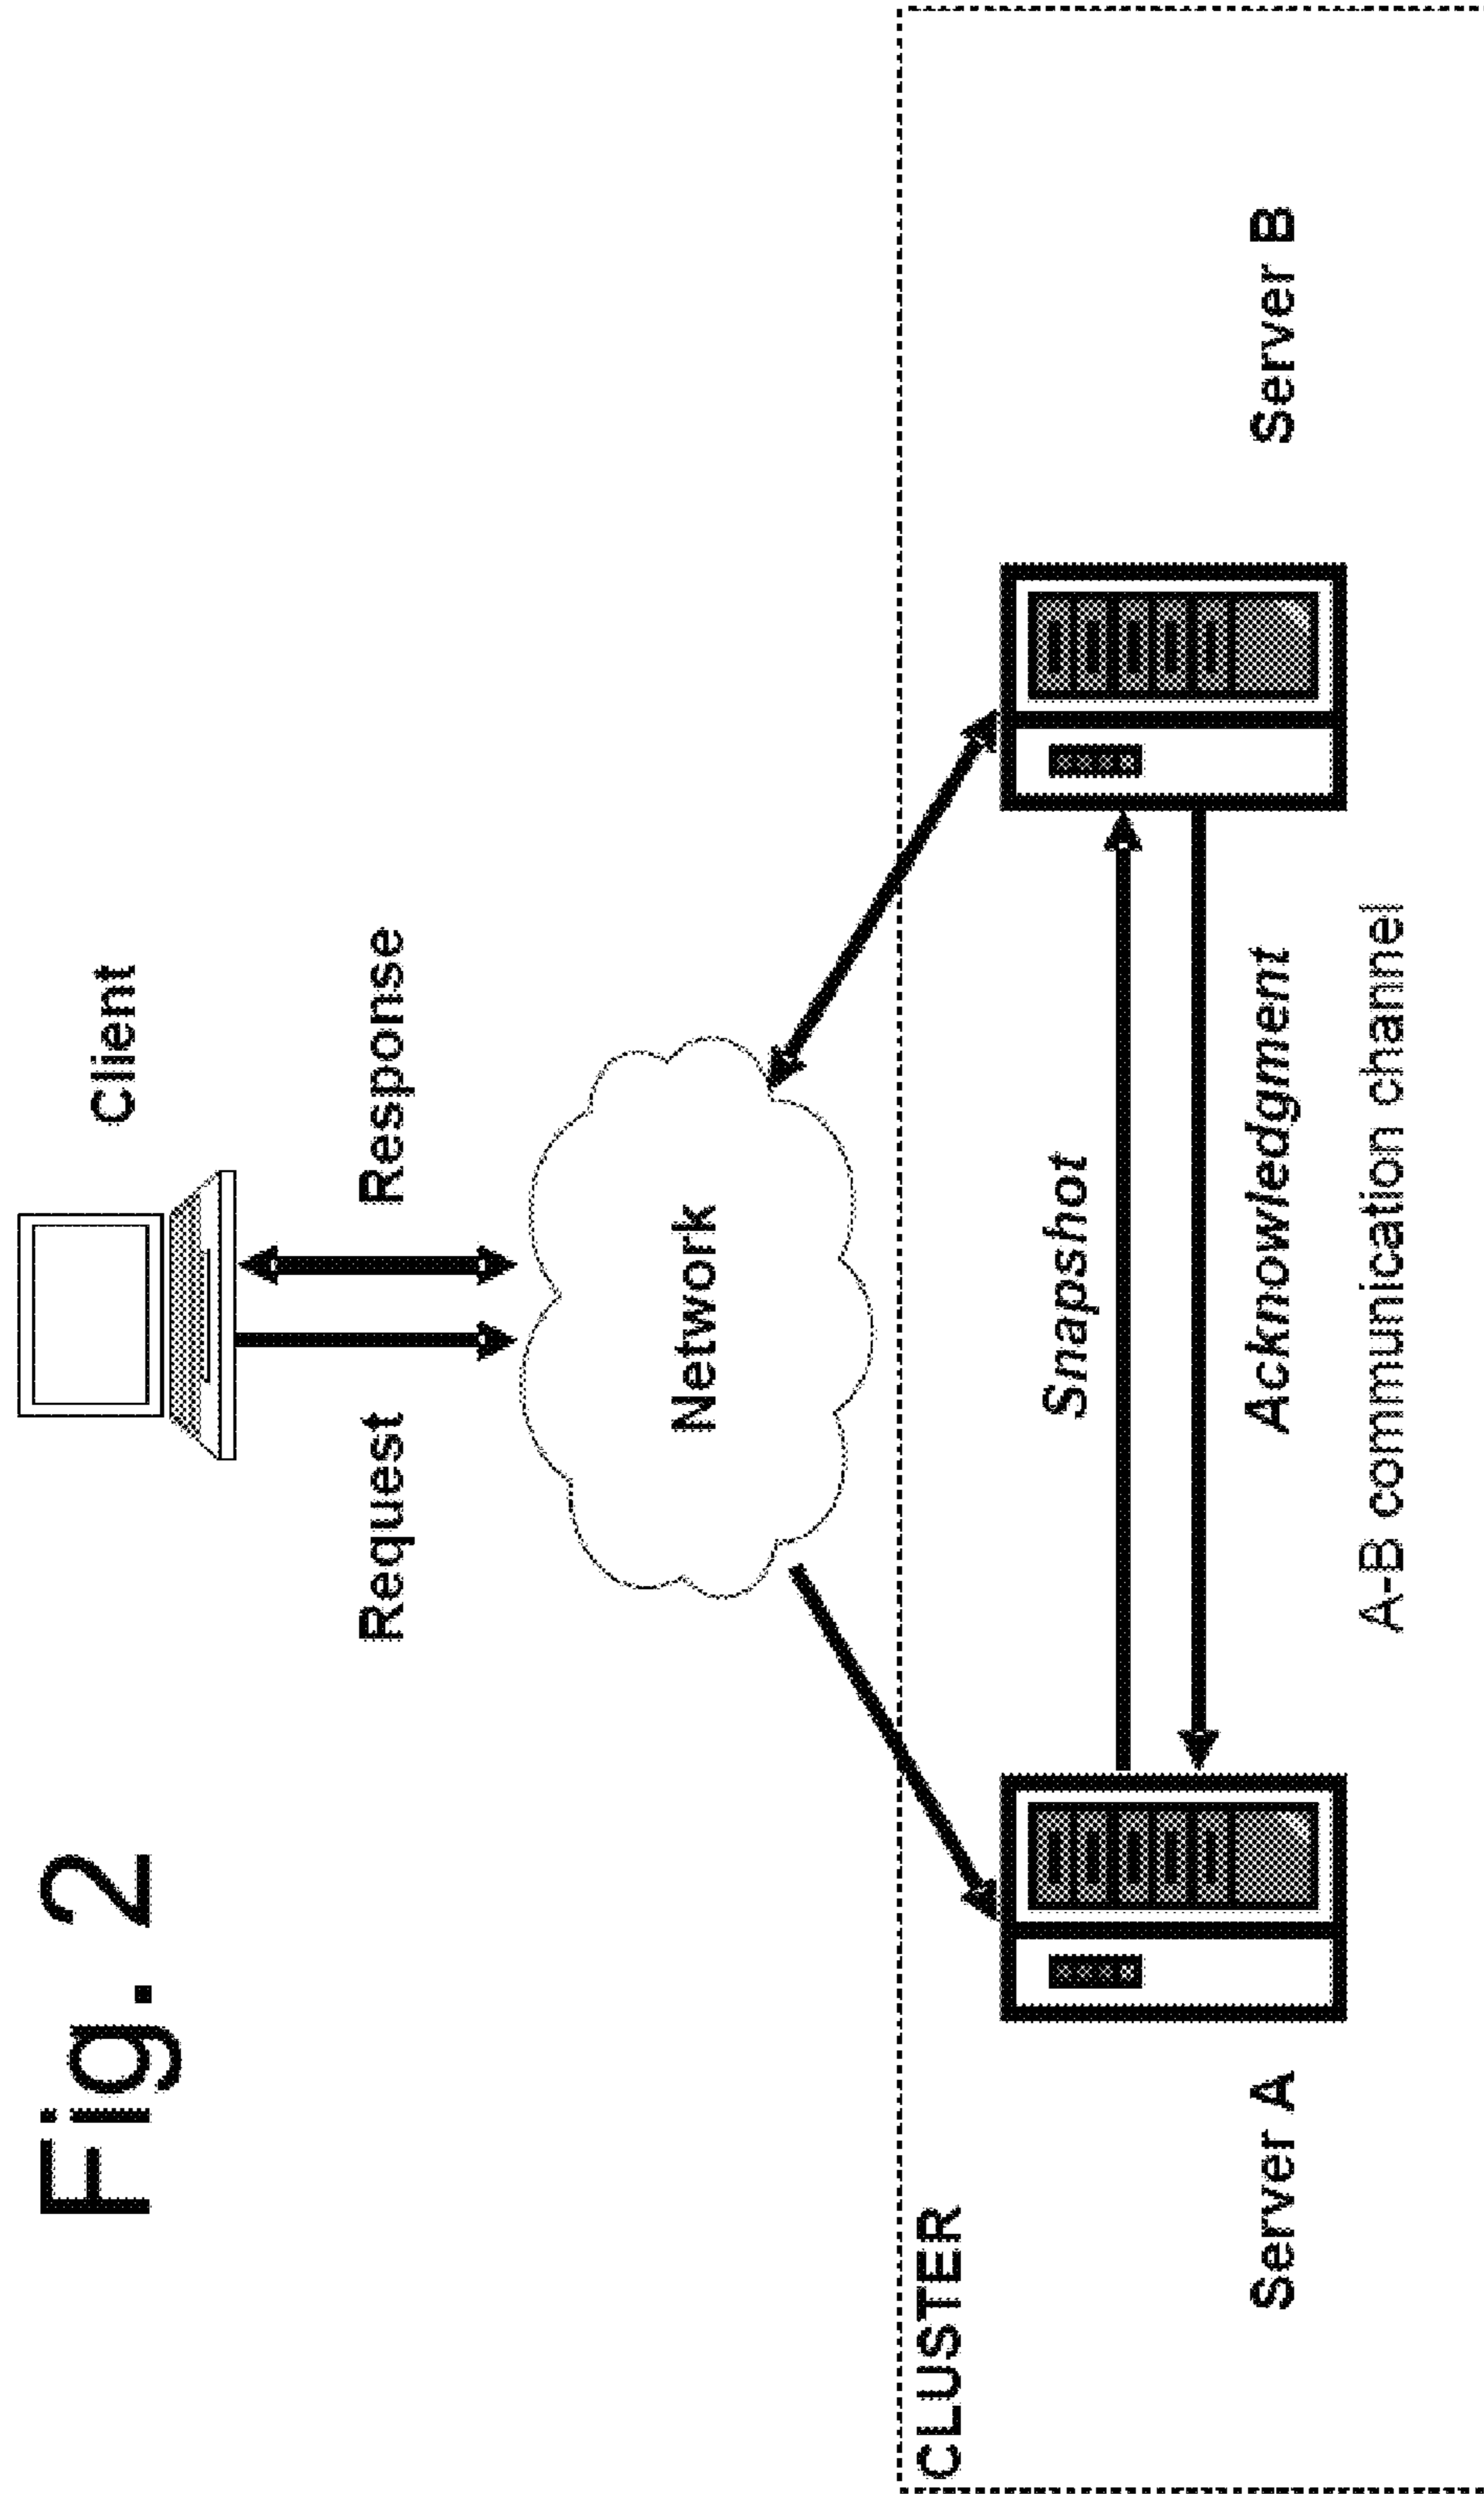 Fig. 2
Client
Request
Response
Network
CLUSTER
Snapshot
Server A
Acknowledgment
Server B
A-B communication channel